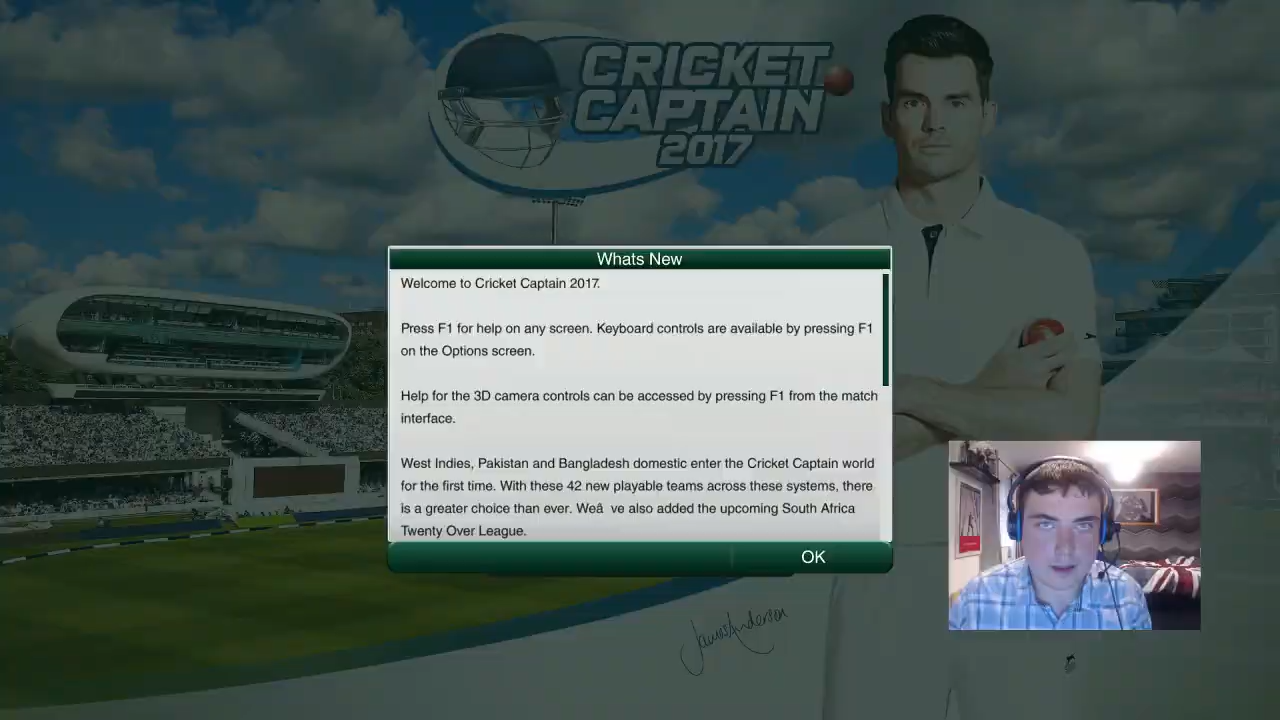 CRICKET
CAPTAIN
2017
Whats New
Welcome to Cricket Captain 2017.
Press F1 for help on any screen. Keyboard controls are available by pressing F1
on the Options screen.
Help for the 3D camera controls can be accessed by pressing F1 from the match
interface.
West Indies, Pakistan and Bangladesh domestic enter the Cricket Captain world
for the first time. With these 42 new playable teams across these systems, there
is a greater choice than ever. Weâ ve also added the upcoming South Africa
Twenty Over League.
OK
James Anderson